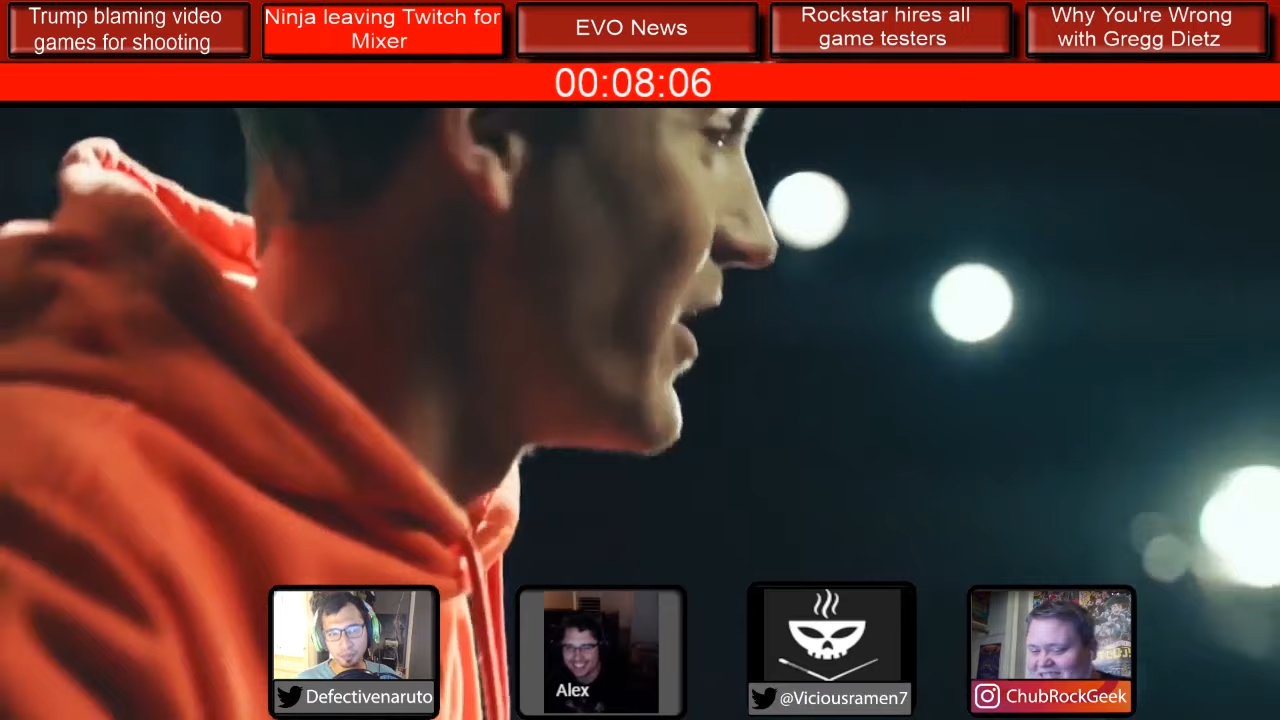 Trump blaming video
games for shooting
Ninja leaving Twitch for
Mixer
EVO News
Rockstar hires all
game testers
Why You're Wrong
with Gregg Dietz
00:08:06
Defectivenaruto
Alex
@Viciousramen7
ChubRockGeek